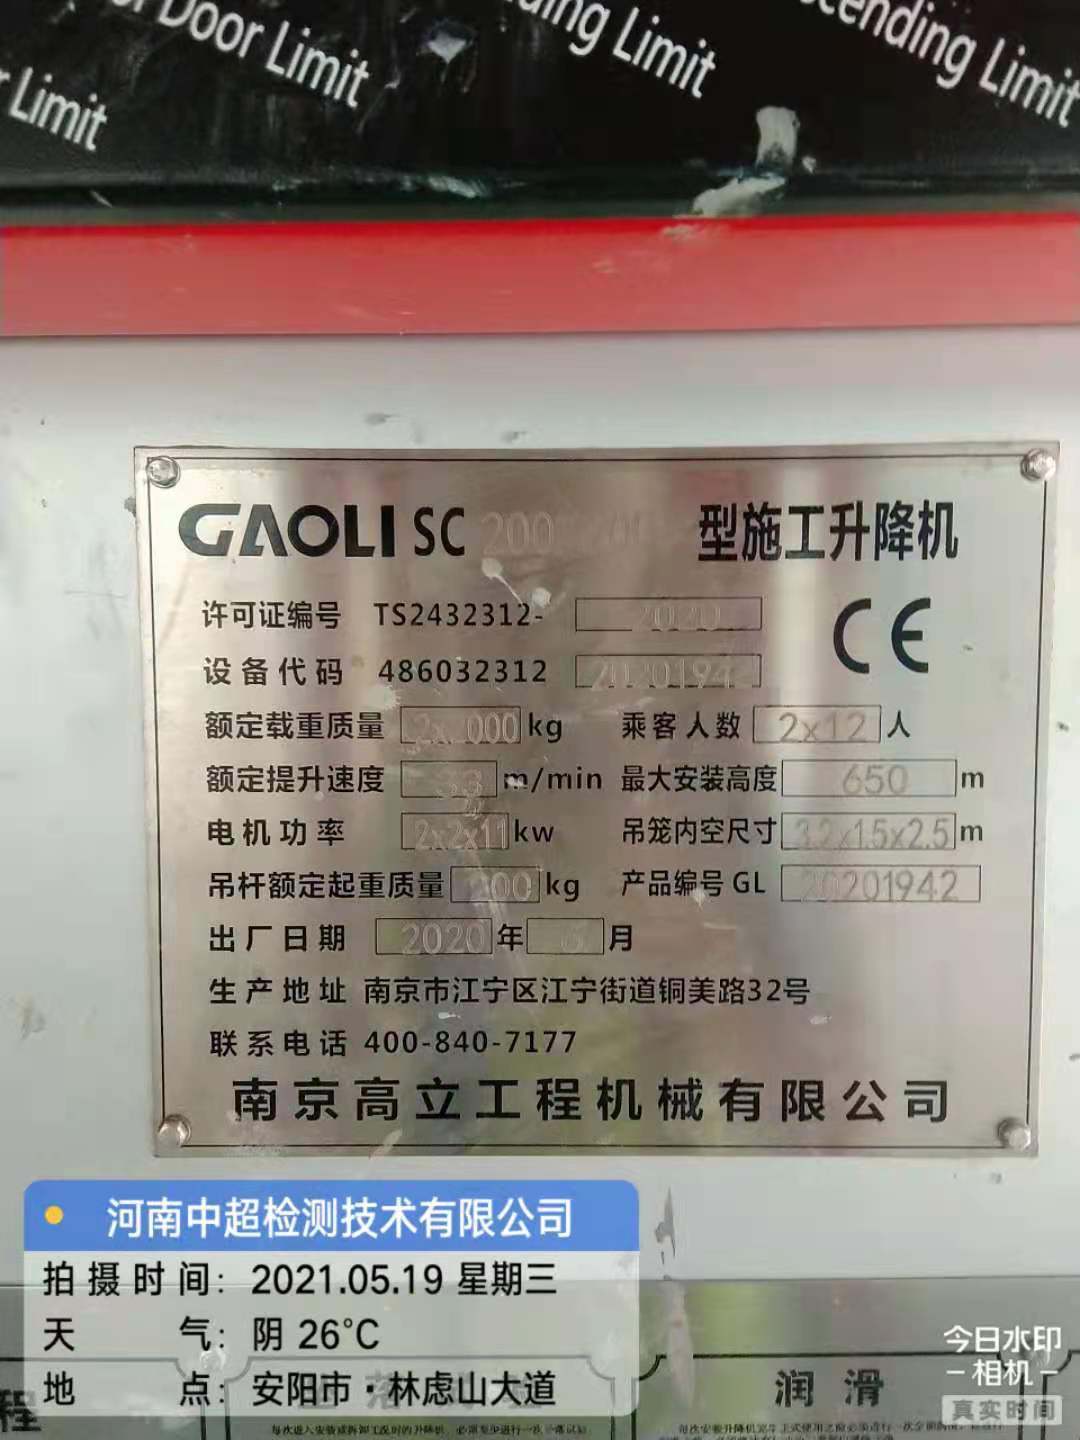 Door Limit
ding Limit
scending Limit
r Limit
GAOLI SC 200 型施工升降机
许可证编号 TS2432312- 2020
设备代码 486032312 20201942
额定载重质量 2x2000 kg 乘客人数 2x12 人
额定提升速度 33 m/min 最大安装高度 650 m
电机功率 2x2x11 kw 吊笼内空尺寸 3.2x1.5x2.5 m
吊杆额定起重质量 200 kg 产品编号 GL 20201942
出厂日期 2020 年 6 月
生产地址 南京市江宁区江宁街道铜美路32号
联系电话 400-840-7177
南京高立工程机械有限公司
CE
河南中超检测技术有限公司
拍摄时间: 2021.05.19 星期三
天气: 阴 26℃
地点: 安阳市·林虑山大道
今日水印
-相机-
真实时间
程
润滑